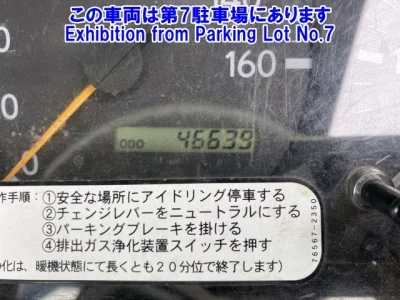 この車両は第7駐車場にあります
Exhibition from Parking Lot No.7
160
ODO 46639
作手順：①安全な場所にアイドリング停車する
②チェンジレバーをニュートラルにする
③パーキングブレーキを掛ける
④排出ガス浄化装置スイッチを押す
化は、暖機状態にて長くとも20分位で終了します)
76567-2350